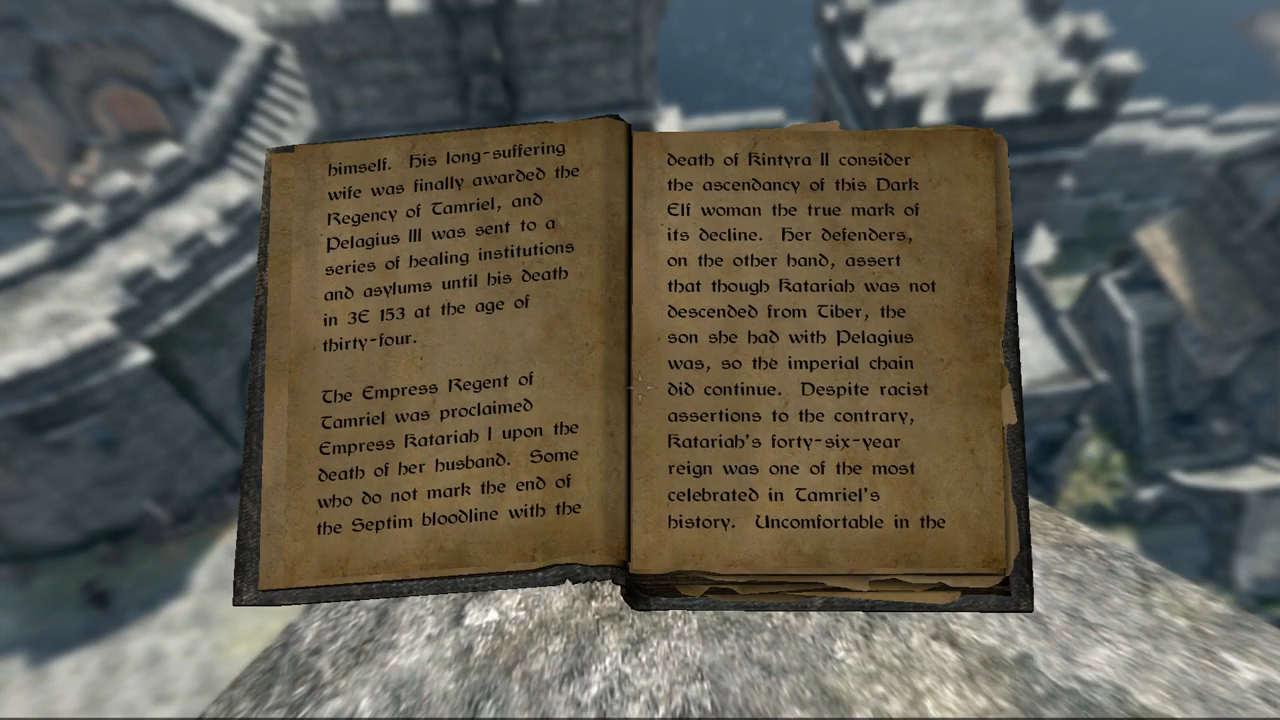 himself.  His long-suffering
wife was finally awarded the
Regency of Tamriel, and
Pelagius III was sent to a
series of healing institutions
and asylums until his death
in 3E 153 at the age of
thirty-four.
The Empress Regent of
Tamriel was proclaimed
Empress Katariah I upon the
death of her husband.  Some
who do not mark the end of
the Septim bloodline with the
death of Kintyra II consider
the ascendancy of this Dark
Elf woman the true mark of
its decline.  Her defenders,
on the other hand, assert
that though Katariah was not
descended from Tiber, the
son she had with Pelagius
was, so the imperial chain
did continue.  Despite racist
assertions to the contrary,
Katariah's forty-six-year
reign was one of the most
celebrated in Tamriel's
history.  Uncomfortable in the